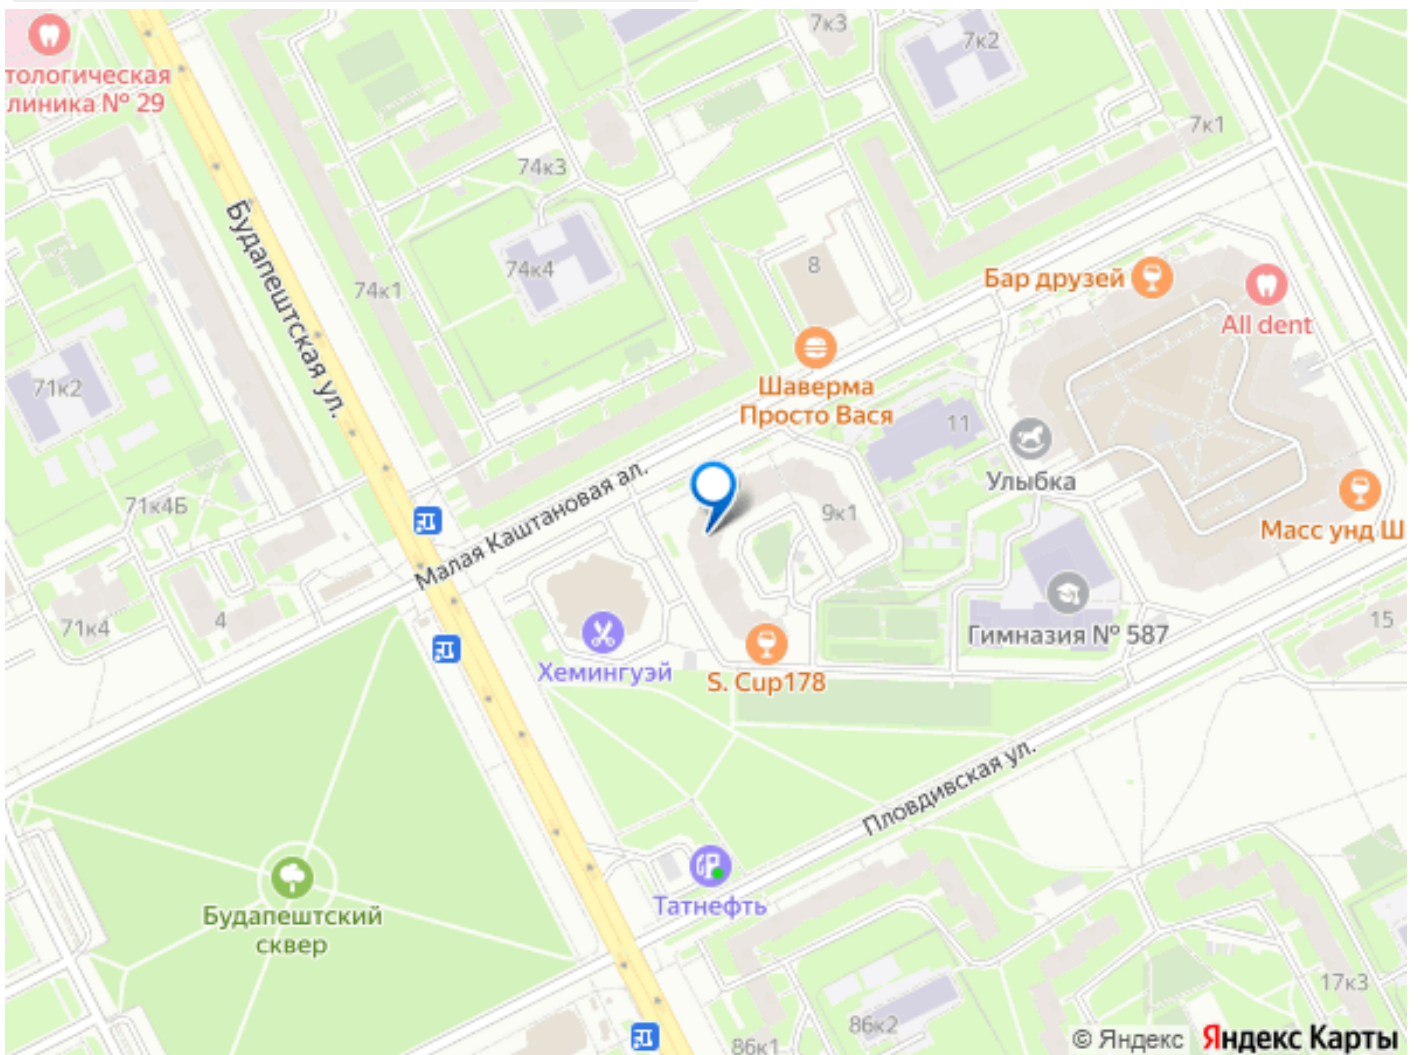 7к3
7к2
тологическая
линика № 29
7к1
74к3
Будапештская ул.
74к4
8
74к1
Бар друзей
All dent
71к2
Шаверма
Просто Вася
11
Улыбка
Малая Каштановая ал.
71к4Б
9к1
Масс унд Ш
71к4
4
Гимназия № 587
15
Хемингуэй
S. Cup178
Пловдивская ул.
Татнефть
Будапештский
сквер
17к3
86к2
86к1
© Яндекс Яндекс Карты